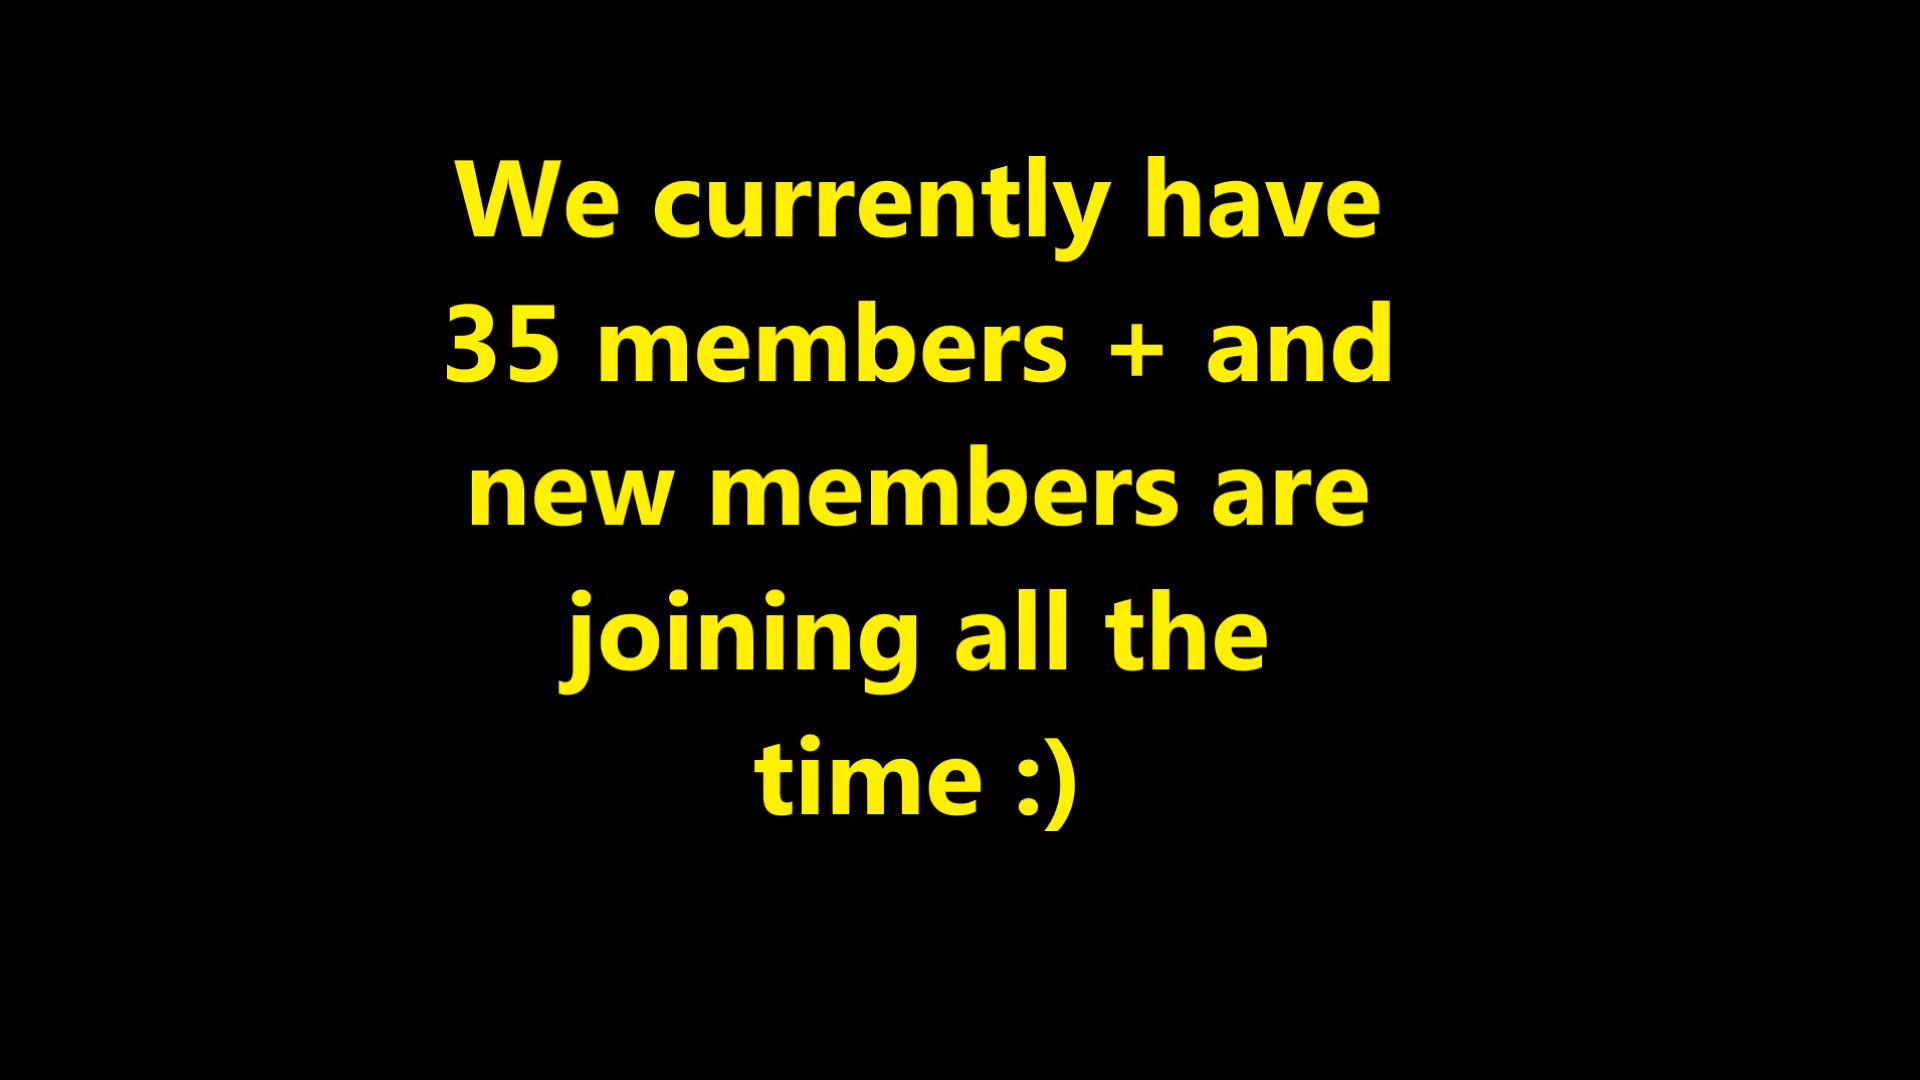 We currently have
35 members + and
new members are
joining all the
time :)